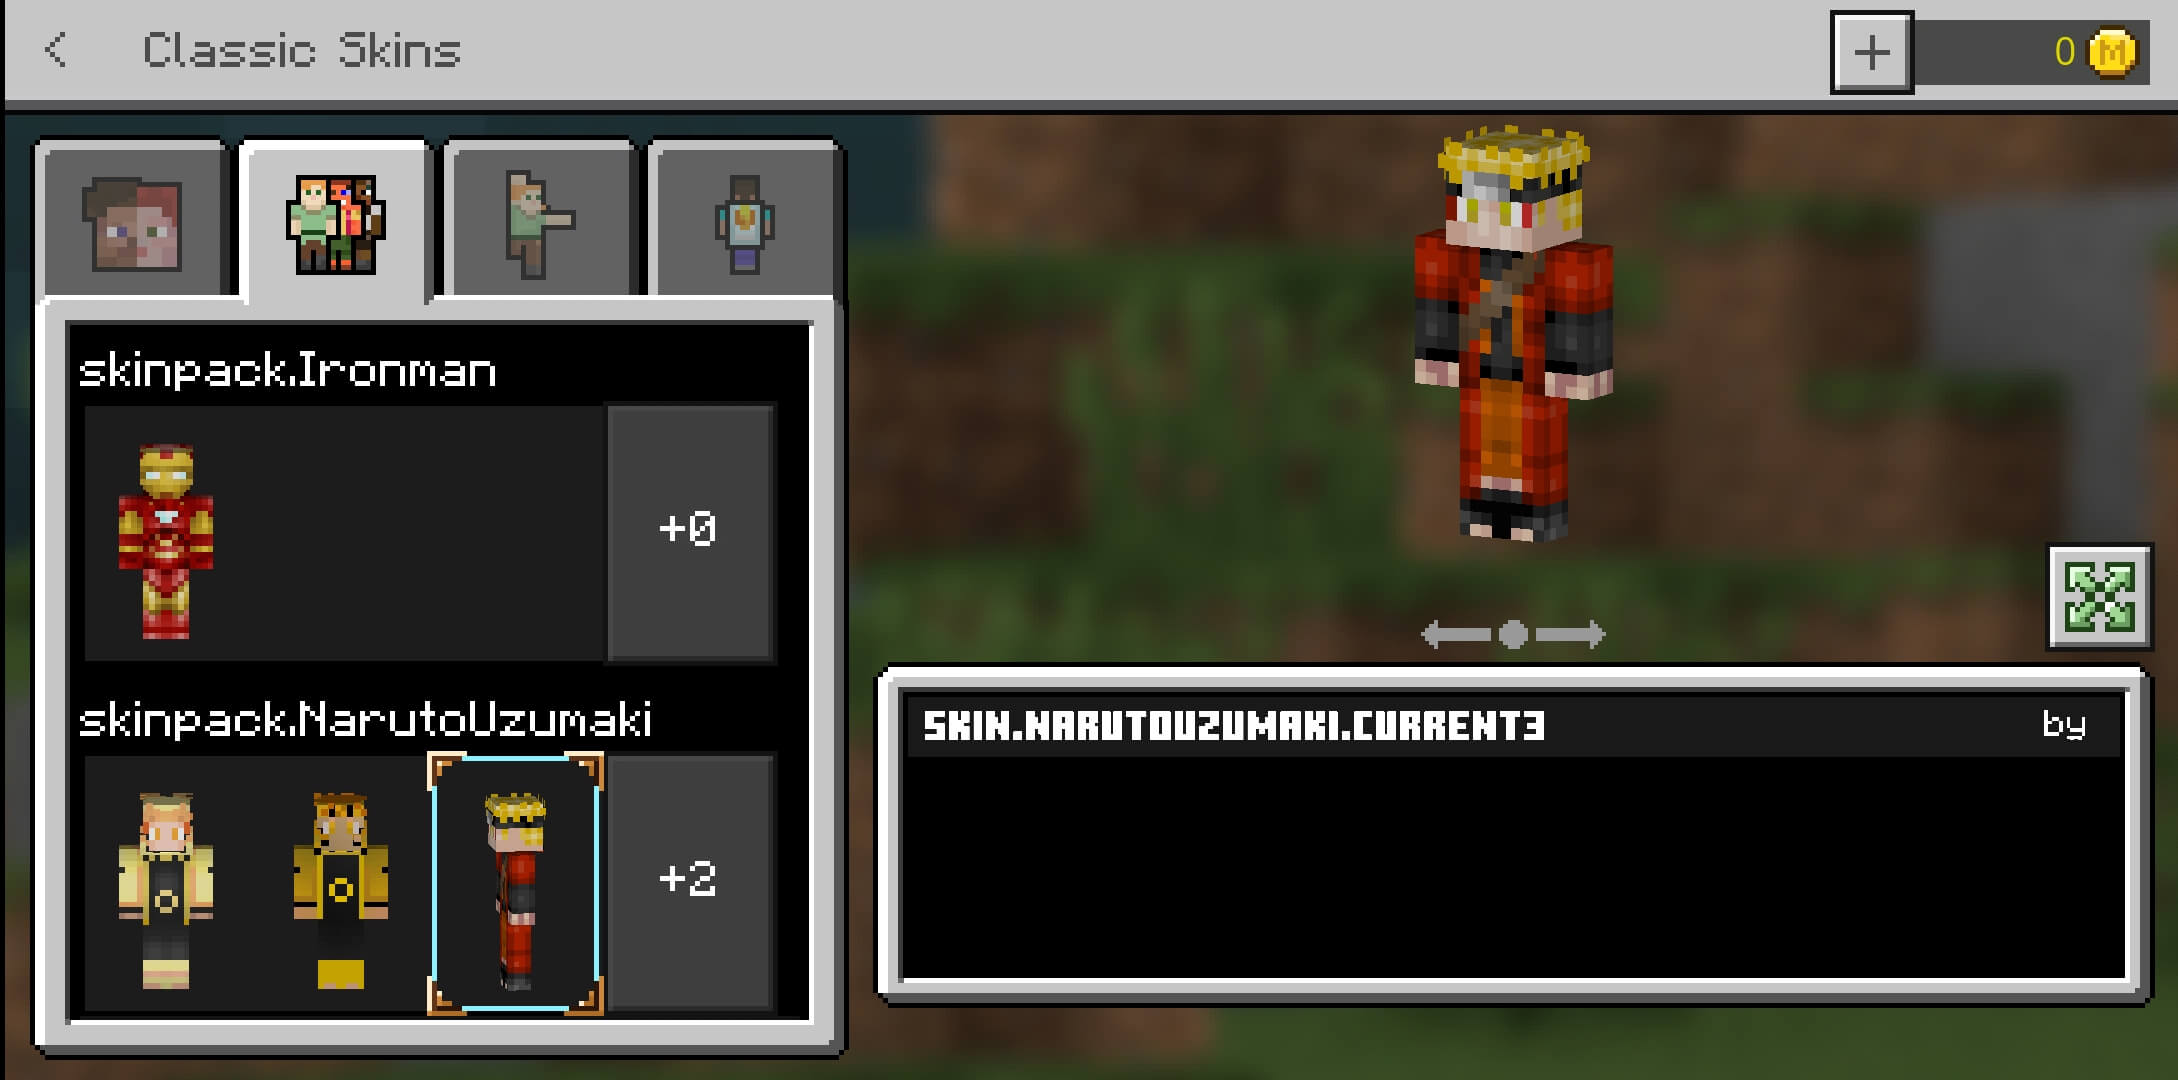 Classic Skins
0
skinpack.Ironman
+0
skinpack.NarutoUzumaki
+2
SKIN.NARUTOUZUMAKI.CURRENT3
by